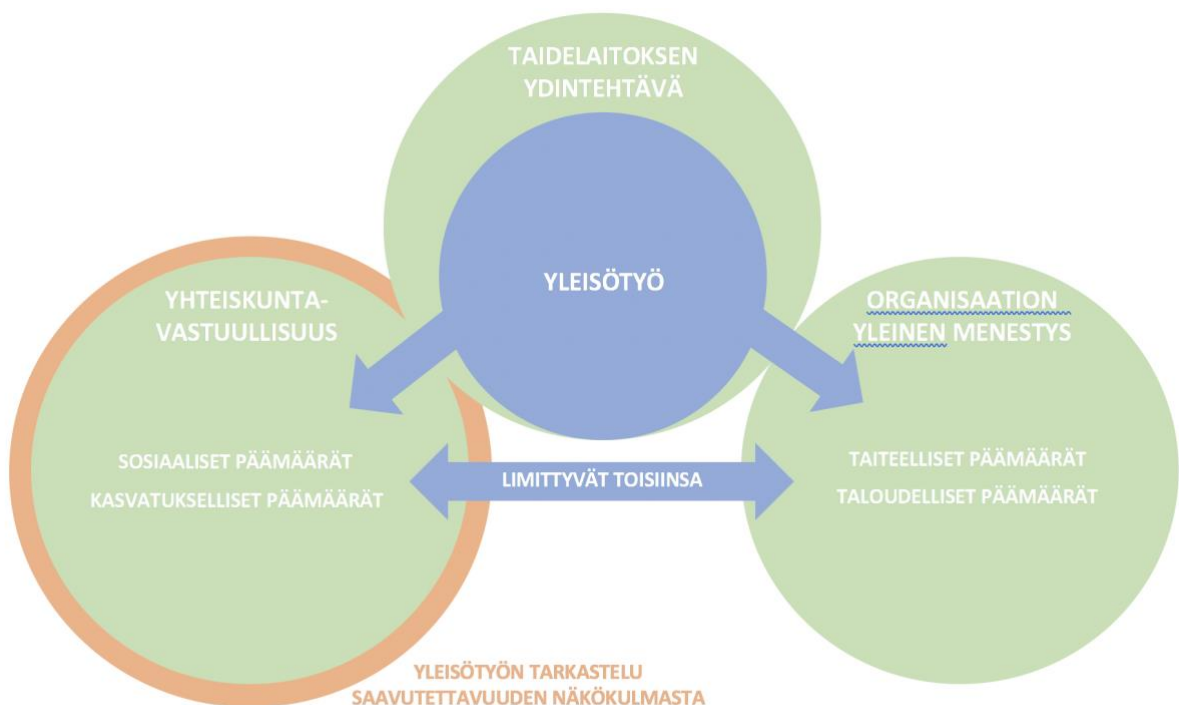 TAIDELAITOKSEN
YDINTEHTÄVÄ
YLEISÖTYÖ
YHTEISKUNTA-
VASTUULLISUUS
ORGANISAATION
YLEINEN MENESTYS
SOSIAALISET PÄÄMÄÄRÄT
KASVATUKSELLISET PÄÄMÄÄRÄT
LIMITTYVÄT TOISIINSA
TAITEELLISET PÄÄMÄÄRÄT
TALOUDELLISET PÄÄMÄÄRÄT
YLEISÖTYÖN TARKASTELU
SAAVUTETTAVUUDEN NÄKÖKULMASTA